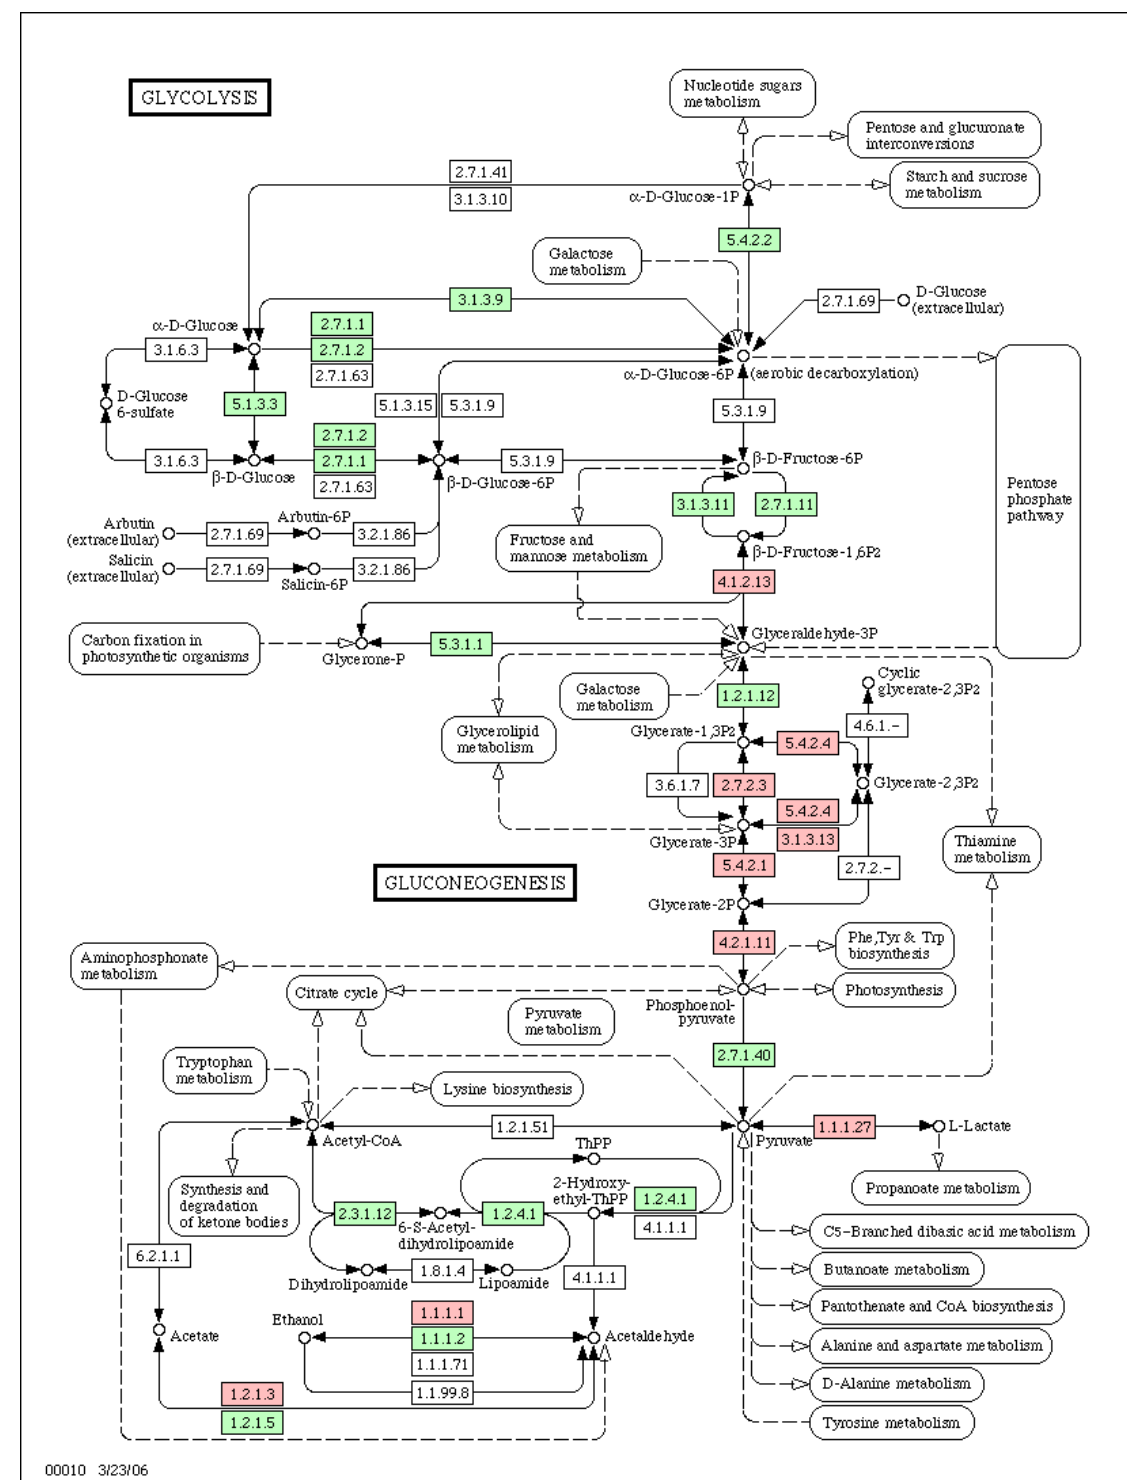 GLYCOLYSIS
Nucleotide sugars
metabolism
Pentose and glucuronate
interconversions
Starch and sucrose
metabolism
2.7.1.41
3.1.3.10
α-D-Glucose-1P
5.4.2.2
Galactose
metabolism
3.1.3.9
2.7.1.69
D-Glucose
(extracellular)
α-D-Glucose
2.7.1.1
2.7.1.2
2.7.1.63
3.1.6.3
α-D-Glucose-6P
(aerobic decarboxylation)
D-Glucose
6-sulfate
5.1.3.3
5.1.3.15
5.3.1.9
5.3.1.9
2.7.1.2
2.7.1.1
2.7.1.63
3.1.6.3
β-D-Glucose
β-D-Glucose-6P
5.3.1.9
β-D-Fructose-6P
Pentose
phosphate
pathway
3.1.3.11
2.7.1.11
Arbutin
(extracellular)
2.7.1.69
Arbutin-6P
3.2.1.86
Fructose and
mannose metabolism
β-D-Fructose-1,6P2
Salicin
(extracellular)
2.7.1.69
Salicin-6P
3.2.1.86
4.1.2.13
Carbon fixation in
photosynthetic organisms
Glycerone-P
5.3.1.1
Glyceraldehyde-3P
Galactose
metabolism
1.2.1.12
Cyclic
glycerate-2,3P2
Glycerolipid
metabolism
Glycerate-1,3P2
5.4.2.4
4.6.1.-
3.6.1.7
2.7.2.3
Glycerate-2,3P2
5.4.2.4
3.1.3.13
Glycerate-3P
Thiamine
metabolism
5.4.2.1
2.7.2.-
GLUCONEOGENESIS
Glycerate-2P
4.2.1.11
Phe,Tyr & Trp
biosynthesis
Aminophosphonate
metabolism
Citrate cycle
Photosynthesis
Phosphoenol-
pyruvate
Pyruvate
metabolism
2.7.1.40
Tryptophan
metabolism
Lysine biosynthesis
Acetyl-CoA
1.2.1.51
Pyruvate
1.1.1.27
L-Lactate
ThPP
Synthesis and
degradation
of ketone bodies
2-Hydroxy-
ethyl-ThPP
Propanoate metabolism
2.3.1.12
6-S-Acetyl-
dihydrolipoamide
1.2.4.1
1.2.4.1
4.1.1.1
C5-Branched dibasic acid metabolism
6.2.1.1
Dihydrolipoamide
1.8.1.4
Lipoamide
4.1.1.1
Butanoate metabolism
Pantothenate and CoA biosynthesis
Acetate
Ethanol
1.1.1.1
1.1.1.2
1.1.1.71
1.1.99.8
Acetaldehyde
Alanine and aspartate metabolism
D-Alanine metabolism
1.2.1.3
1.2.1.5
Tyrosine metabolism
00010 3/23/06